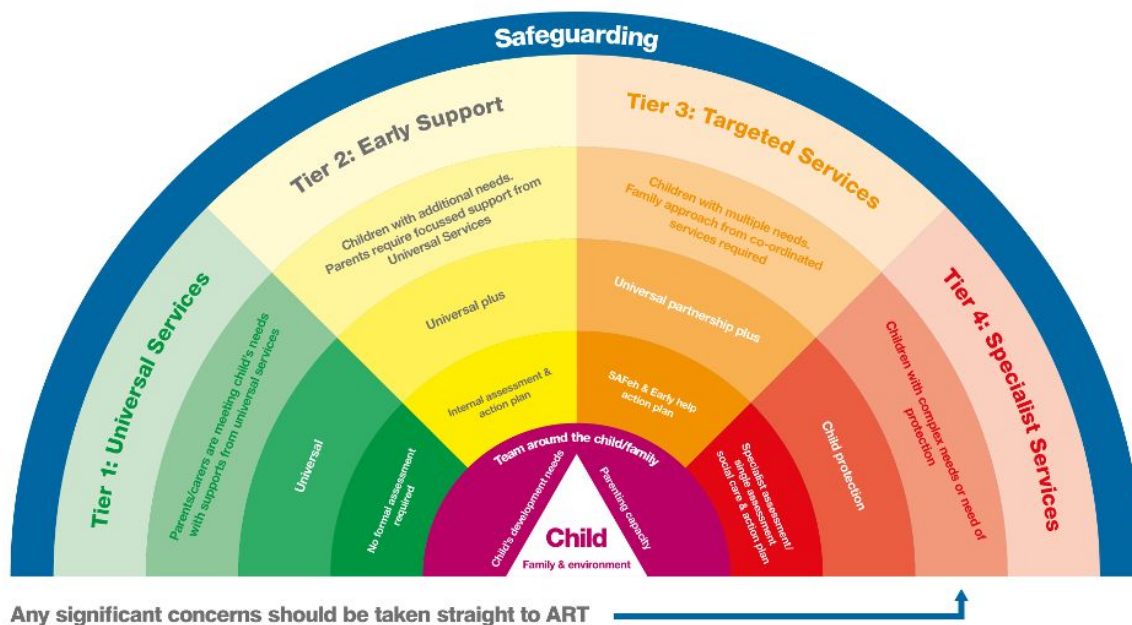 Safeguarding
Tier 1: Universal Services
Parents/carers are meeting child's needs
with supports from universal services
Universal
No formal assessment
required
Tier 2: Early Support
Children with additional needs.
Parents require focussed support from
Universal Services
Universal plus
Internal assessment &
action plan
Tier 3: Targeted Services
Children with multiple needs.
Family approach from co-ordinated
services required
Universal partnership plus
SAFeh & Early help
action plan
Tier 4: Specialist Services
Children with complex needs or need of
protection
Child protection
Specialist assessment/
single assessment
social care & action plan
Team around the child/family
Child's development needs
Parenting capacity
Child
Family & environment
Any significant concerns should be taken straight to ART